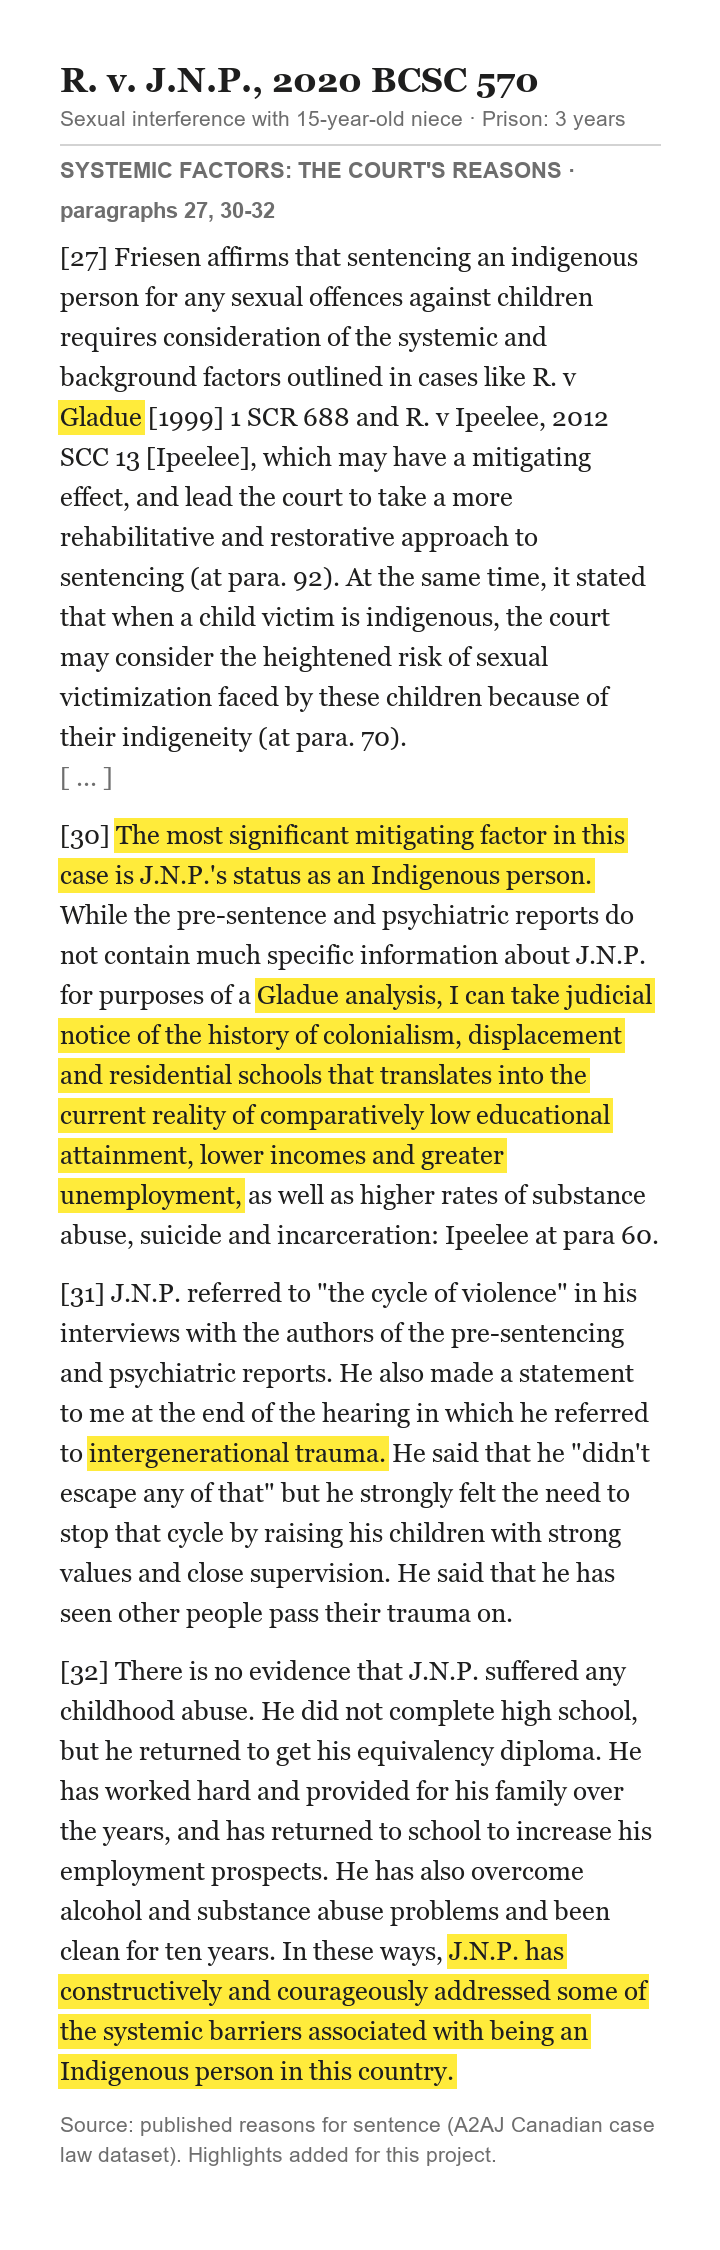 R. v. J.N.P., 2020 BCSC 570
Sexual interference with 15-year-old niece · Prison: 3 years
SYSTEMIC FACTORS: THE COURT'S REASONS ·
paragraphs 27, 30-32
[27] Friesen affirms that sentencing an indigenous
person for any sexual offences against children
requires consideration of the systemic and
background factors outlined in cases like R. v
Gladue [1999] 1 SCR 688 and R. v Ipeelee, 2012
SCC 13 [Ipeelee], which may have a mitigating
effect, and lead the court to take a more
rehabilitative and restorative approach to
sentencing (at para. 92). At the same time, it stated
that when a child victim is indigenous, the court
may consider the heightened risk of sexual
victimization faced by these children because of
their indigeneity (at para. 70).
[ ... ]
[30] The most significant mitigating factor in this
case is J.N.P.'s status as an Indigenous person.
While the pre-sentence and psychiatric reports do
not contain much specific information about J.N.P.
for purposes of a Gladue analysis, I can take judicial
notice of the history of colonialism, displacement
and residential schools that translates into the
current reality of comparatively low educational
attainment, lower incomes and greater
unemployment, as well as higher rates of substance
abuse, suicide and incarceration: Ipeelee at para 60.
[31] J.N.P. referred to "the cycle of violence" in his
interviews with the authors of the pre-sentencing
and psychiatric reports. He also made a statement
to me at the end of the hearing in which he referred
to intergenerational trauma. He said that he "didn't
escape any of that" but he strongly felt the need to
stop that cycle by raising his children with strong
values and close supervision. He said that he has
seen other people pass their trauma on.
[32] There is no evidence that J.N.P. suffered any
childhood abuse. He did not complete high school,
but he returned to get his equivalency diploma. He
has worked hard and provided for his family over
the years, and has returned to school to increase his
employment prospects. He has also overcome
alcohol and substance abuse problems and been
clean for ten years. In these ways, J.N.P. has
constructively and courageously addressed some of
the systemic barriers associated with being an
Indigenous person in this country.
Source: published reasons for sentence (A2AJ Canadian case
law dataset). Highlights added for this project.